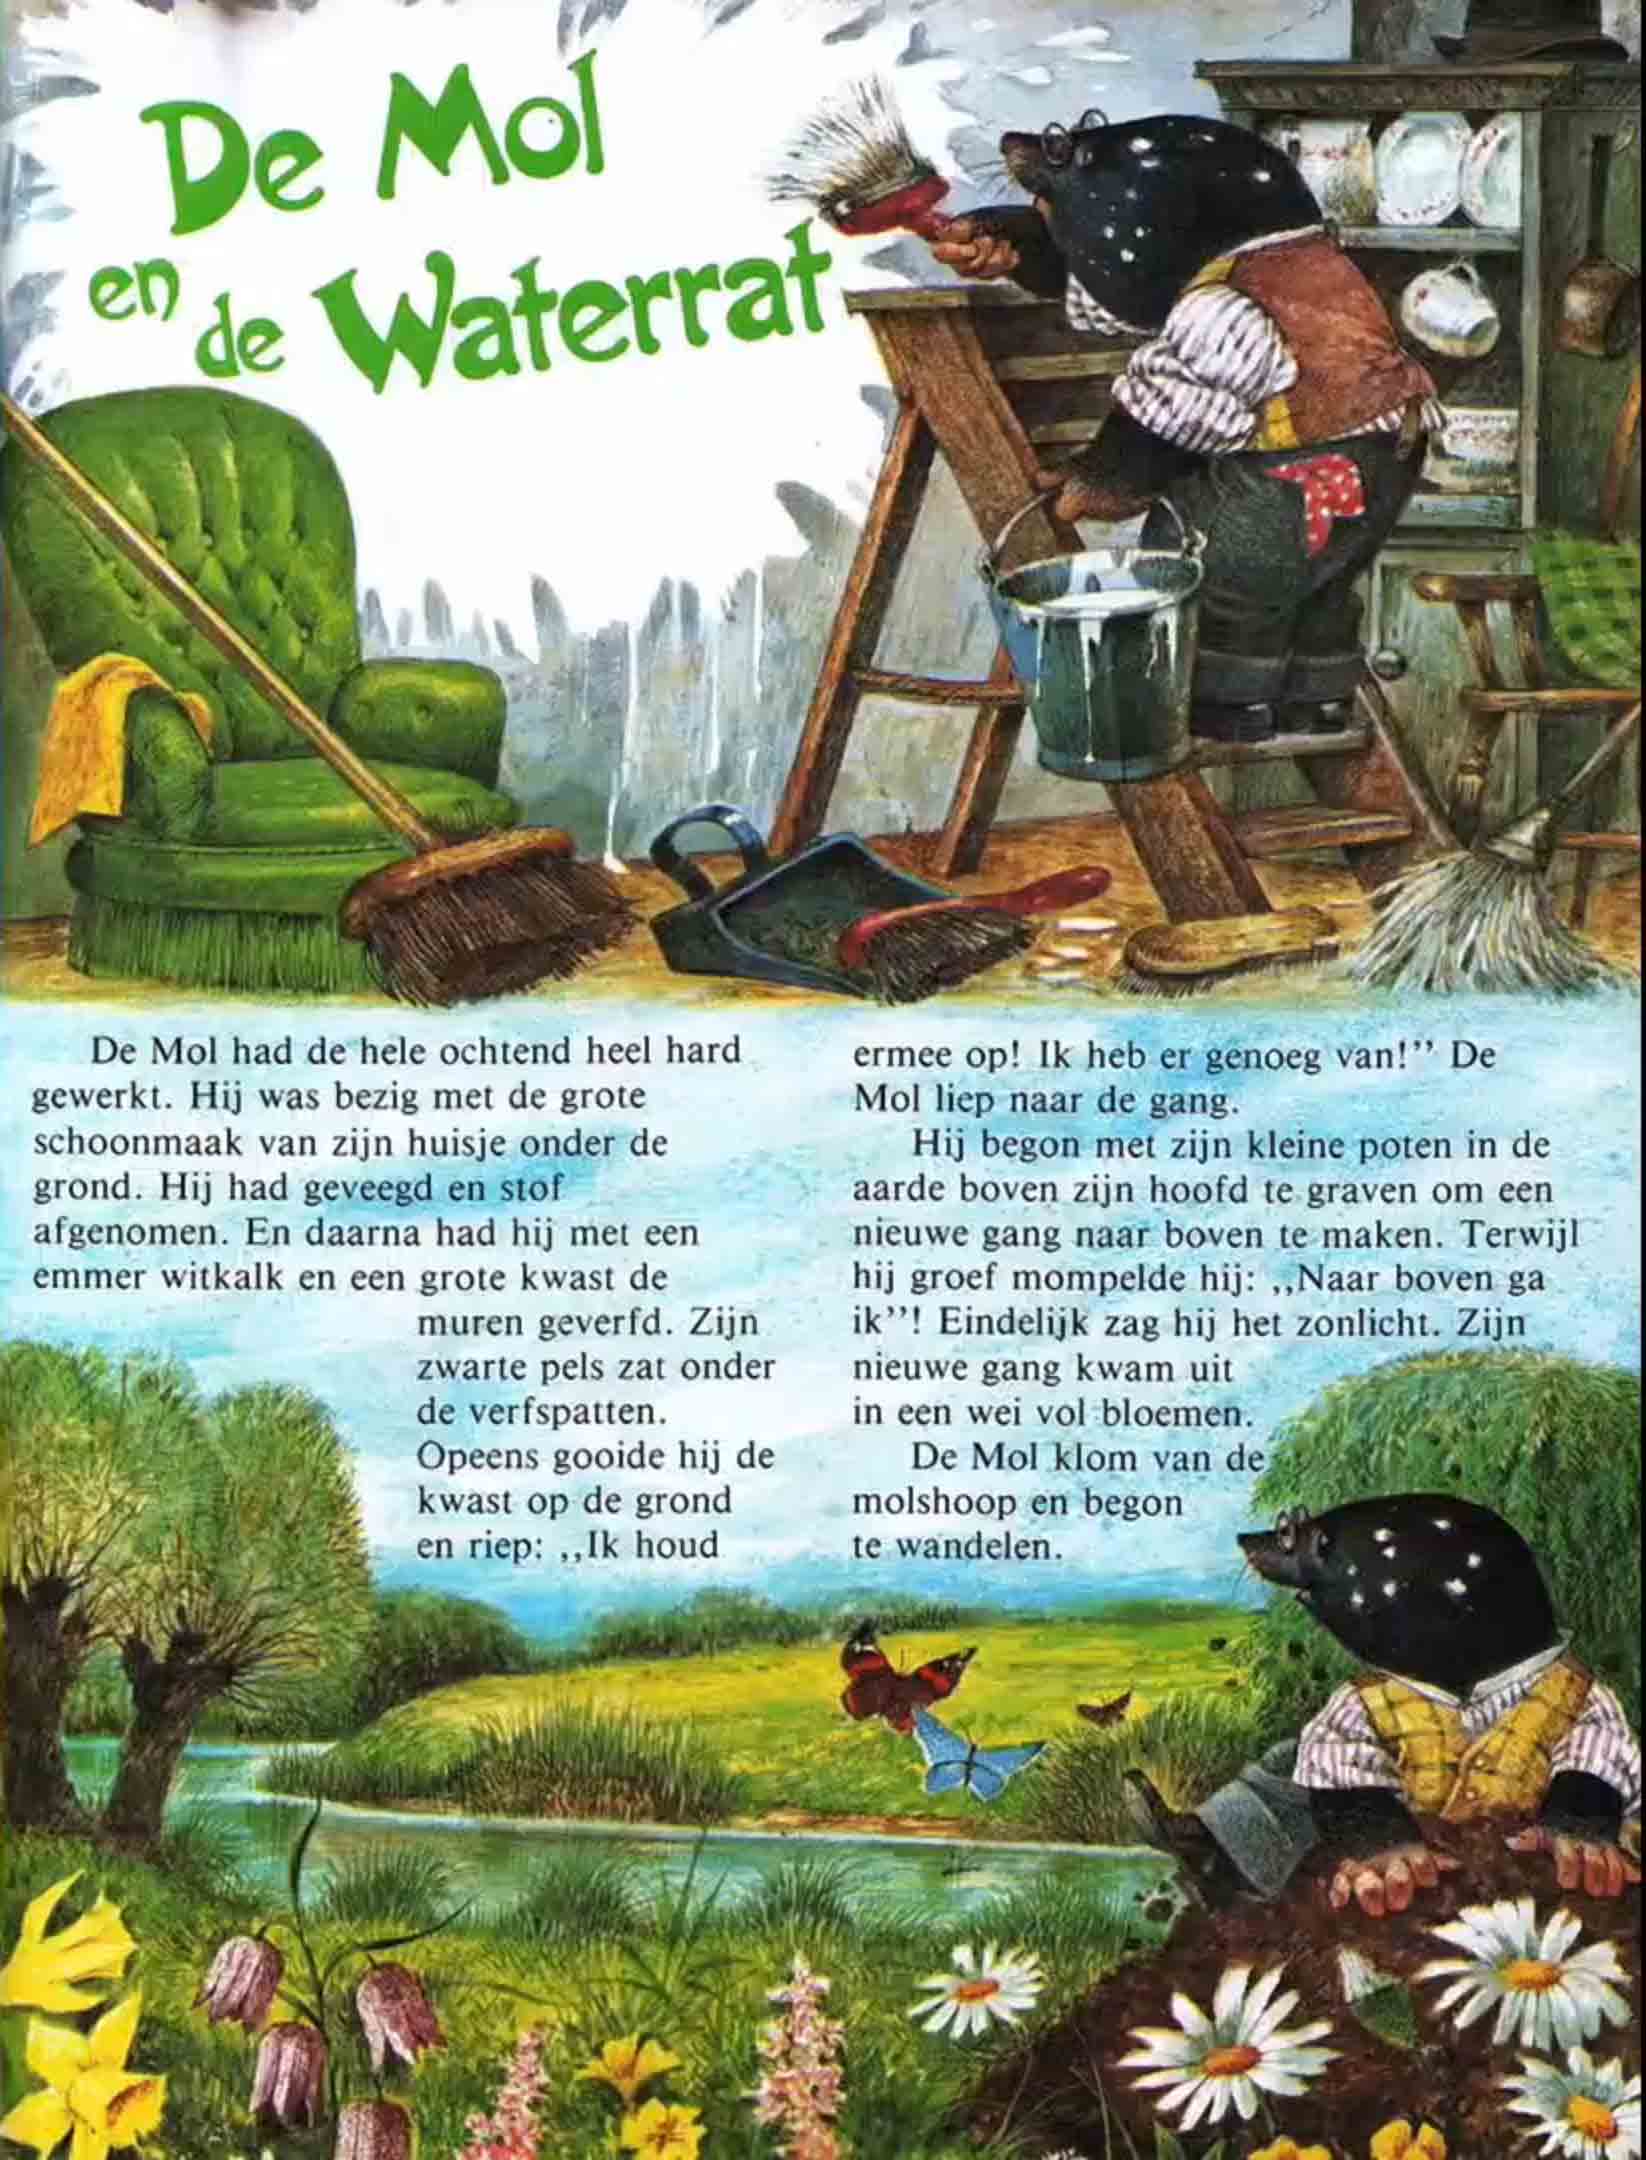 De Mol
en de Waterrat
De Mol had de hele ochtend heel hard
gewerkt. Hij was bezig met de grote
schoonmaak van zijn huisje onder de
grond. Hij had geveegd en stof
afgenomen. En daarna had hij met een
emmer witkalk en een grote kwast de
muren geverfd. Zijn
zwarte pels zat onder
de verfspatten.
Opeens gooide hij de
kwast op de grond
en riep: ,,Ik houd
ermee op! Ik heb er genoeg van!’’ De
Mol liep naar de gang.
Hij begon met zijn kleine poten in de
aarde boven zijn hoofd te graven om een
nieuwe gang naar boven te maken. Terwijl
hij groef mompelde hij: ,,Naar boven ga
ik’’! Eindelijk zag hij het zonlicht. Zijn
nieuwe gang kwam uit
in een wei vol bloemen.
De Mol klom van de
molshoop en begon
te wandelen.